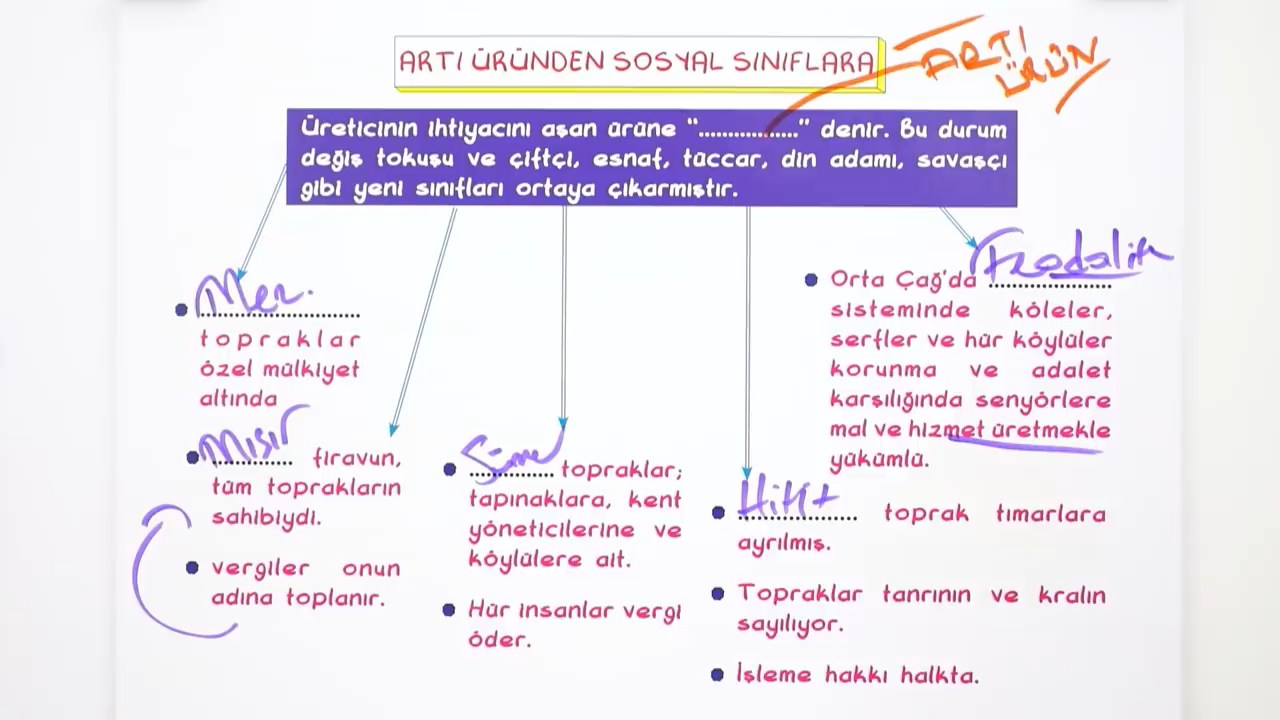 ARTI ÜRÜNDEN SOSYAL SINIFLARA
ARTI
ÜRÜN
Üreticinin ihtiyacını aşan ürüne ".................." denir. Bu durum
değiş tokuşu ve çiftçi, esnaf, tüccar, din adamı, savaşçı
gibi yeni sınıfları ortaya çıkarmıştır.
topraklar
özel mülkiyet
altında
Mısır
............ firavun,
tüm toprakların
sahibiydi.
vergiler onun
adına toplanır.
Sümer
............. topraklar;
tapınaklara, kent
yöneticilerine ve
köylülere ait.
Hür insanlar vergi
öder.
Hitit
................... toprak tımarlara
ayrılmış.
Topraklar tanrının ve kralın
sayılıyor.
İşleme hakkı halkta.
Feodalite
Orta Çağ'da ....................
sisteminde köleler,
serfler ve hür köylüler
korunma ve adalet
karşılığında senyörlere
mal ve hizmet üretmekle
yükümlü.